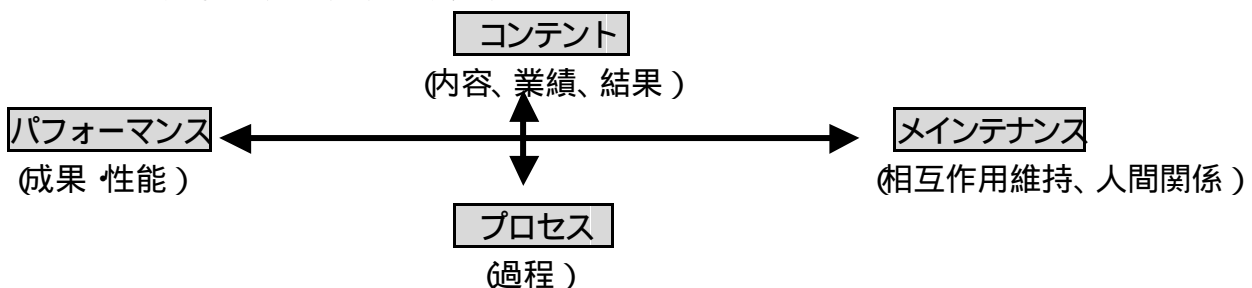 コンテント
(内容、業績、結果)
パフォーマンス
メインテナンス
(成果・性能)
(相互作用維持、人間関係)
プロセス
(過程)